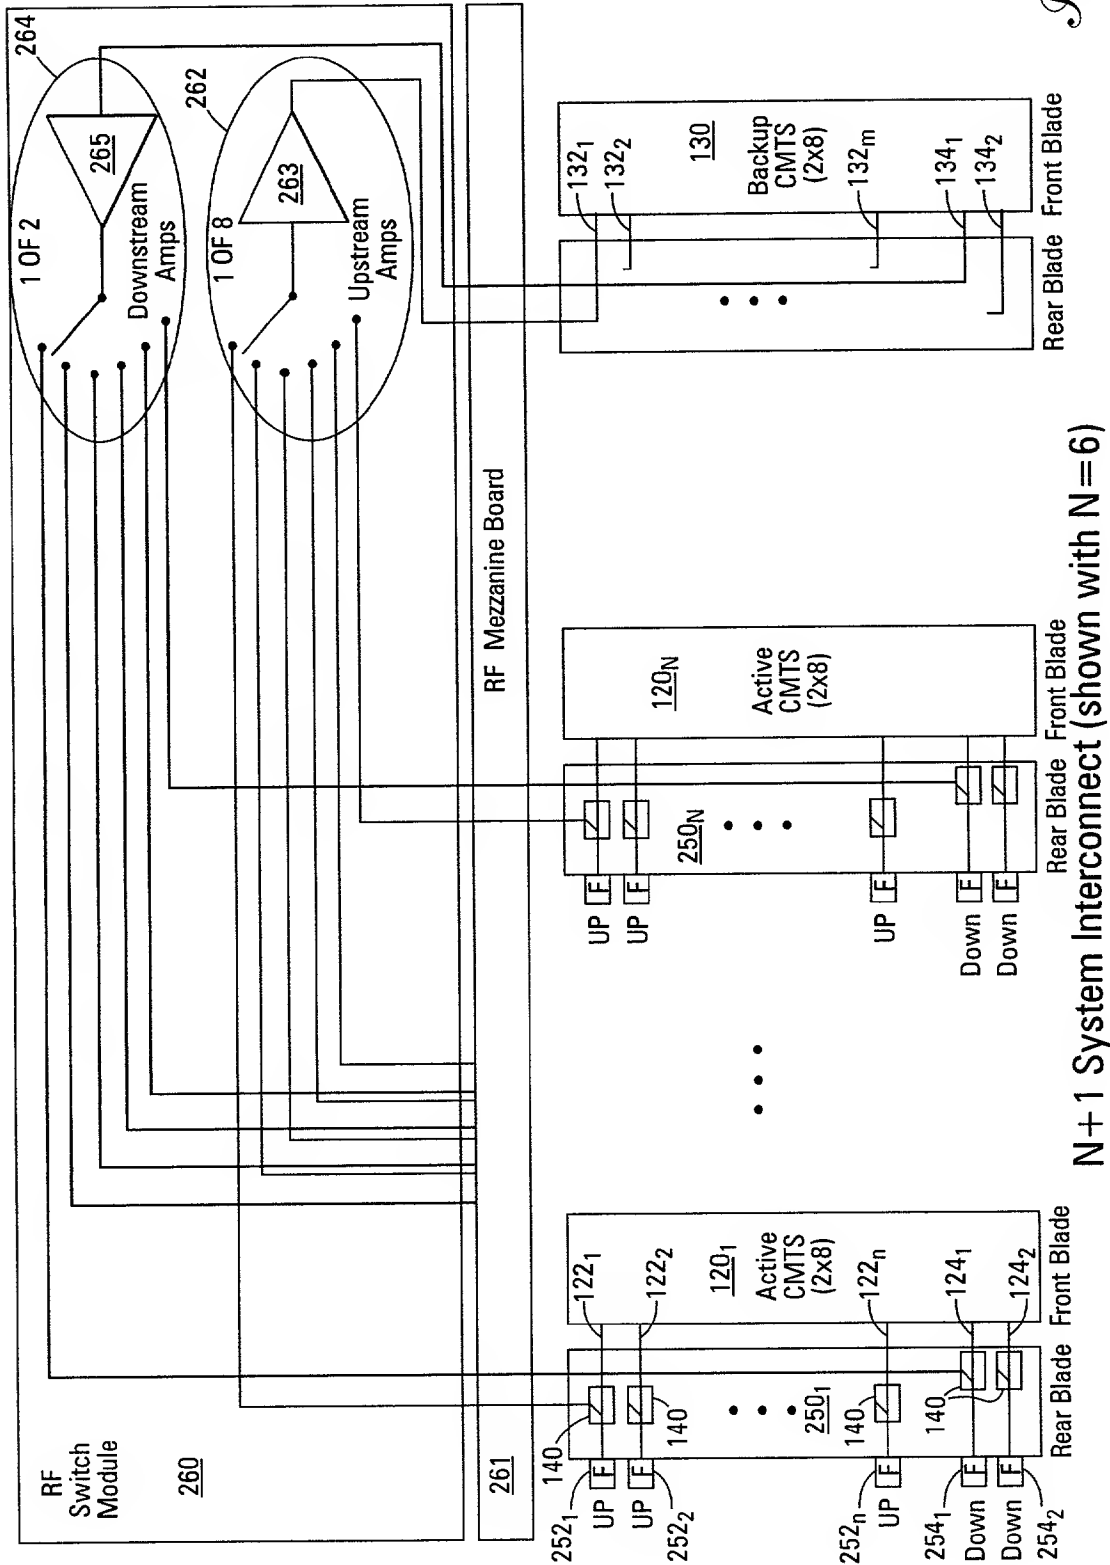 264
1 OF 2
265
Downstream
Amps
262
1 OF 8
263
Upstream
Amps
RF
Switch
Module
260
RF Mezzanine Board
261
252₁
UP
F
140
122₁
252₂
UP
F
140
122₂
120₁
Active
CMTS
(2x8)
250₁
252ₙ
UP
F
140
122ₙ
254₁
Down
F
140
124₁
254₂
Down
F
124₂
Rear Blade
Front Blade
UP
F
UP
F
120_N
Active
CMTS
(2x8)
250_N
UP
F
Down
F
Down
F
Rear Blade
Front Blade
132₁
132₂
130
Backup
CMTS
(2x8)
132ₘ
134₁
134₂
Rear Blade
Front Blade
N+1 System Interconnect (shown with N=6)